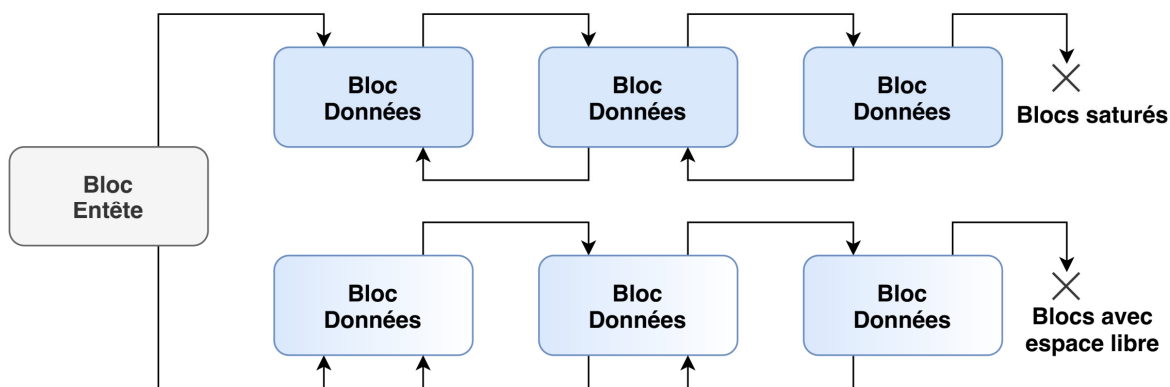 Bloc
Données
Bloc
Données
Bloc
Données
Blocs saturés
Bloc
Entête
Bloc
Données
Bloc
Données
Bloc
Données
Blocs avec
espace libre